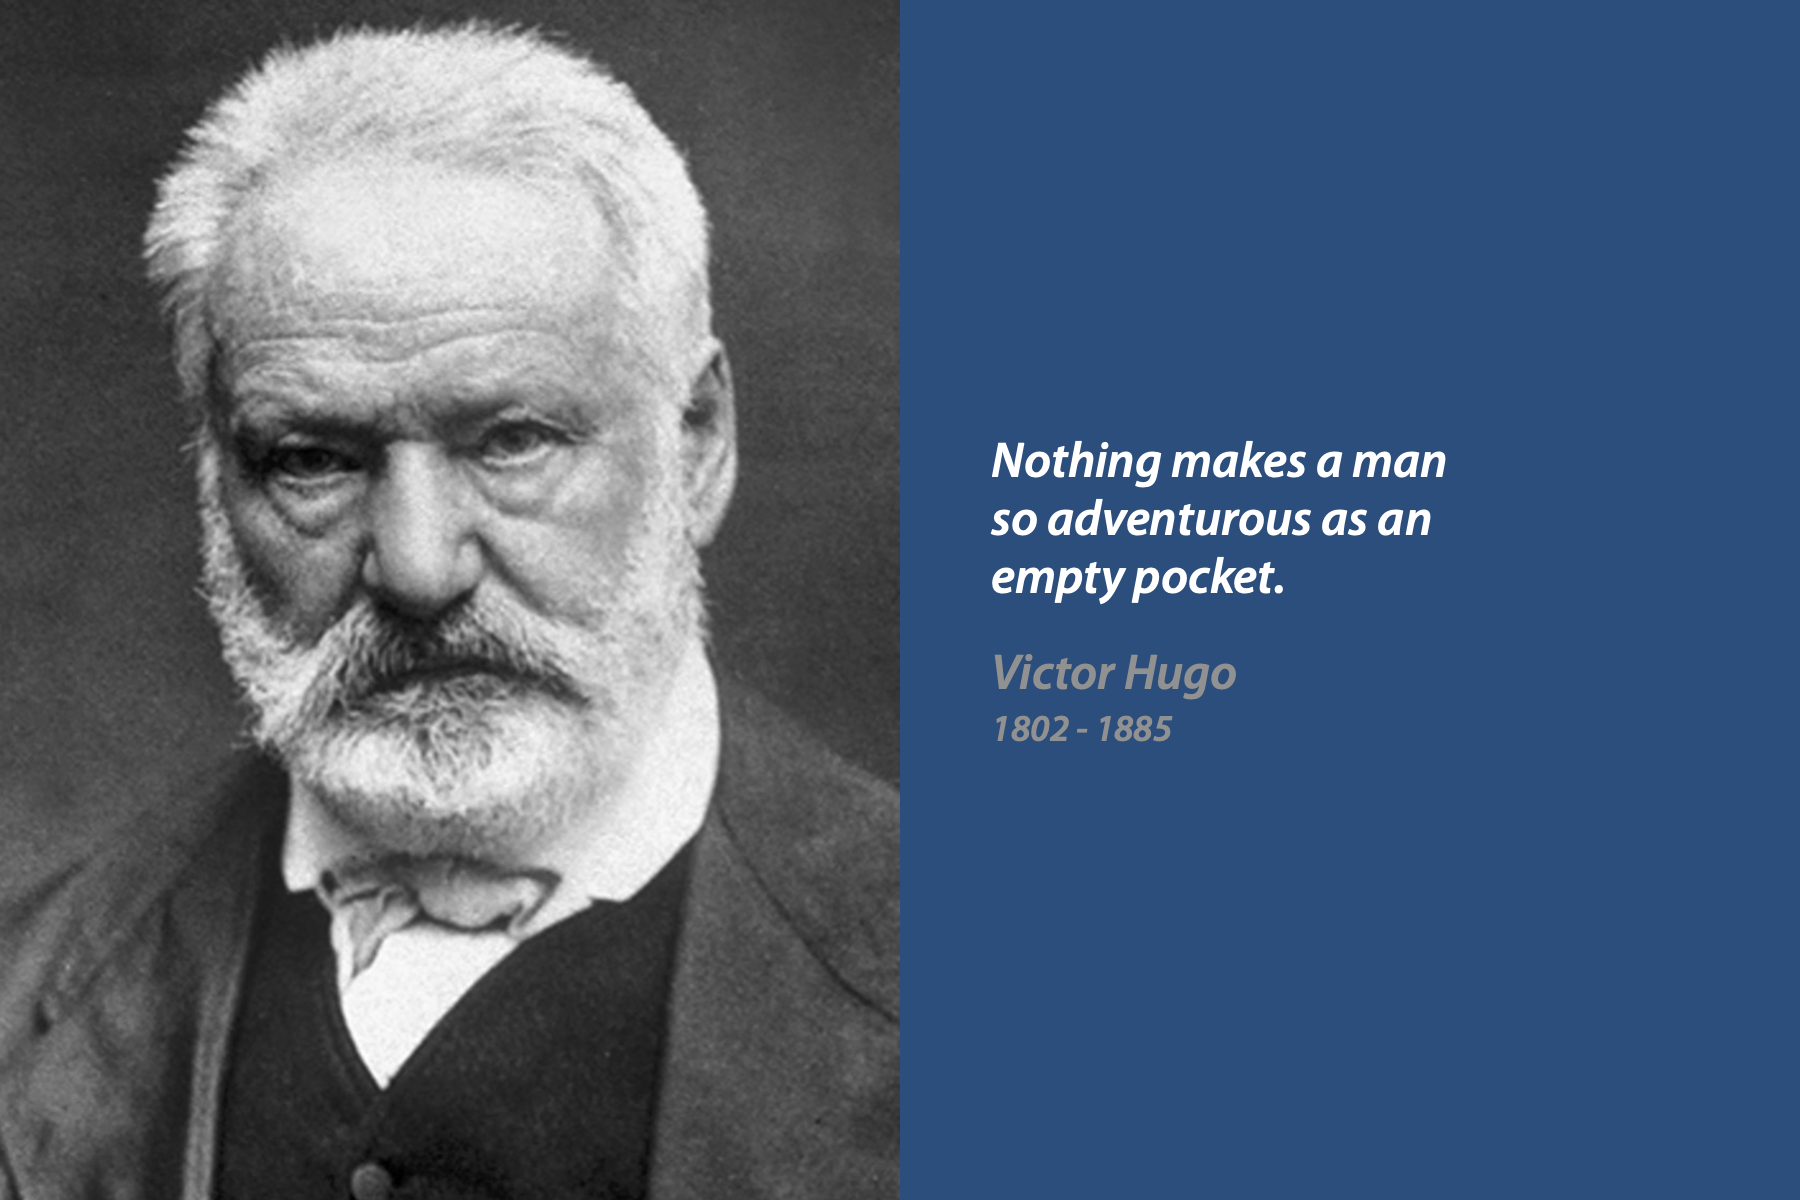 Nothing makes a man
so adventurous as an
empty pocket.
Victor Hugo
1802 - 1885